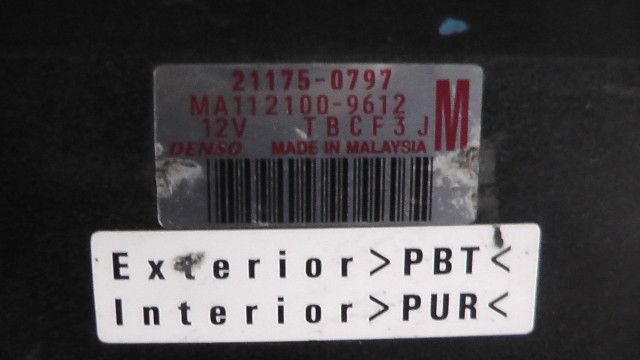 21175-0797
MA112100-9612
12V TBCF3J M
DENSO MADE IN MALAYSIA
Exterior>PBT<
Interior>PUR<